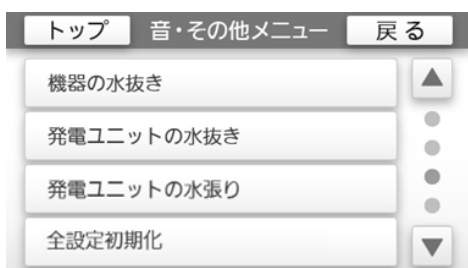 トップ 音・その他メニュー 戻る
機器の水抜き
発電ユニットの水抜き
発電ユニットの水張り
全設定初期化